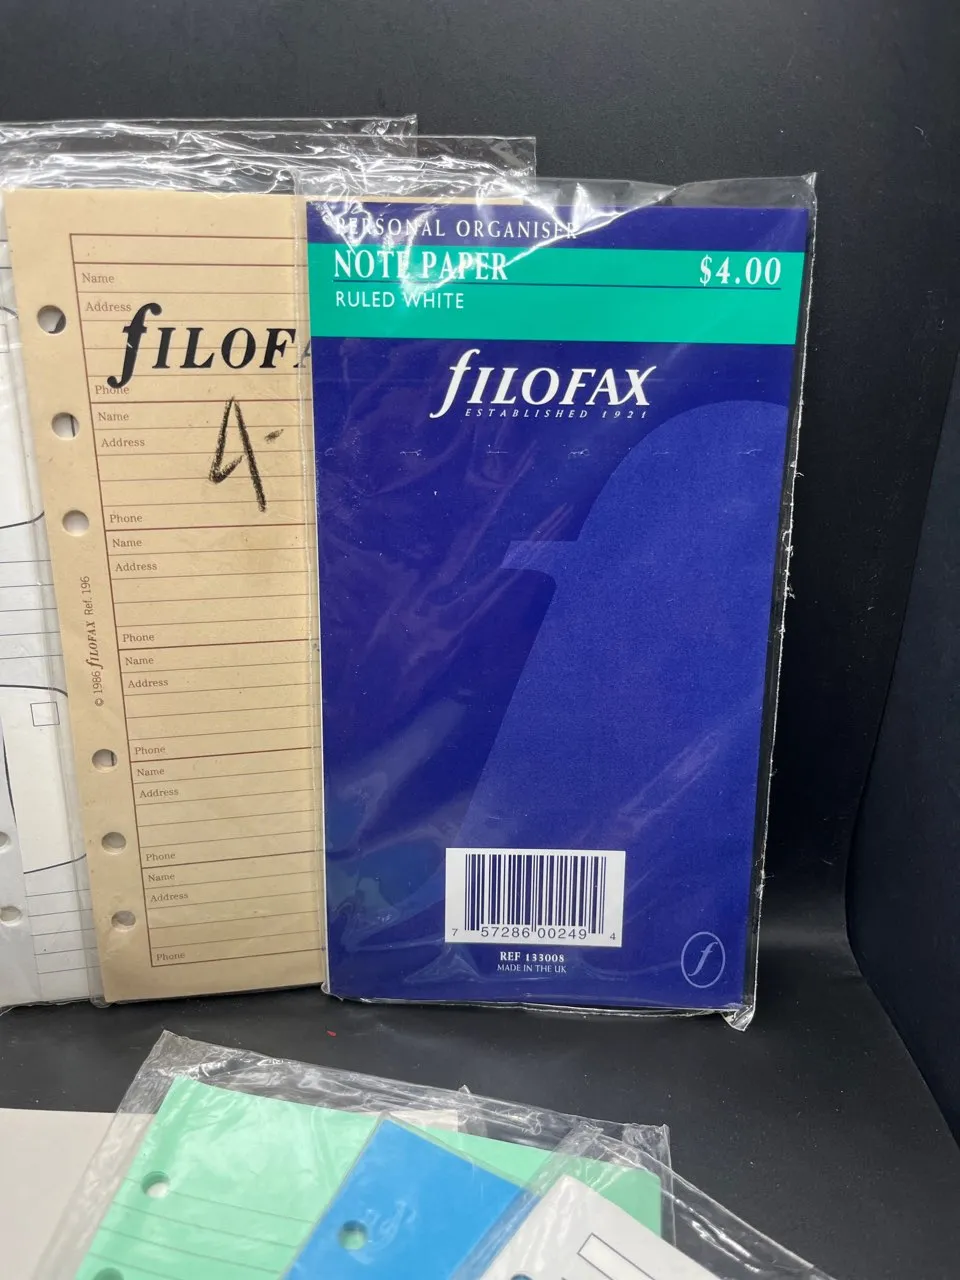 Name
Address
fILOFA
Phone
4-
Name
Address
Phone
Name
Address
Phone
Name
Address
Phone
Name
Address
Phone
Name
Address
Phone
© 1986 fILOFAX Ref. 196
PERSONAL ORGANISER
NOTE PAPER
$4.00
RULED WHITE
fILOFAX
ESTABLISHED 1921
7 57286 00249 4
REF 133008
MADE IN THE UK
f